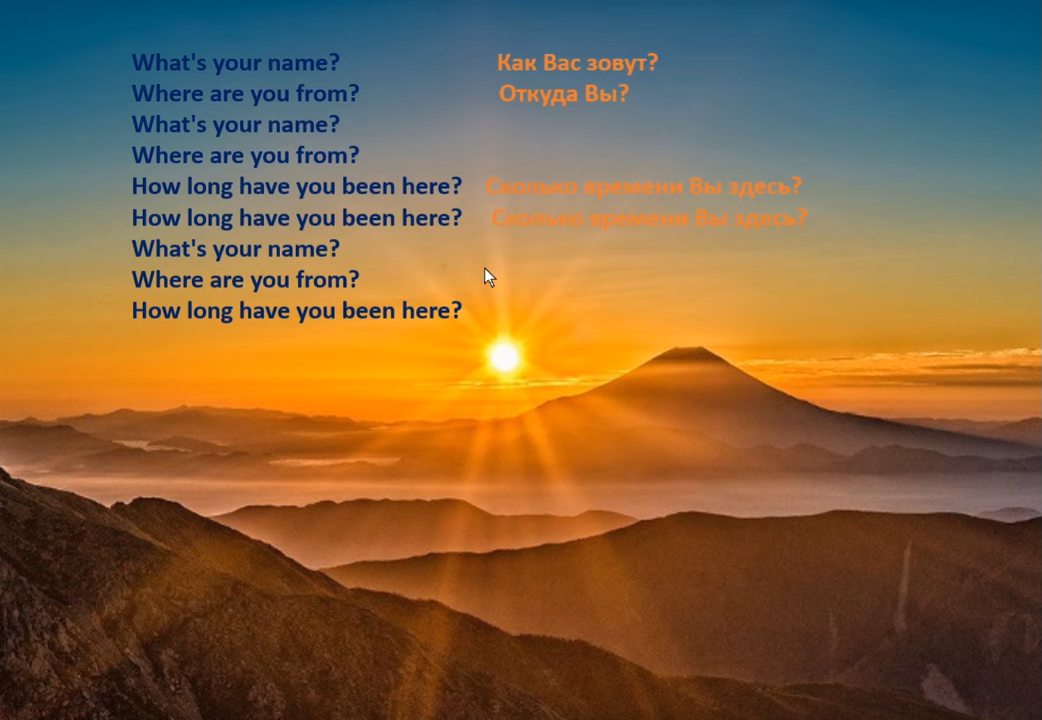 What's your name? Как Вас зовут?
Where are you from? Откуда Вы?
What's your name?
Where are you from?
How long have you been here? Сколько времени Вы здесь?
How long have you been here? Сколько времени Вы здесь?
What's your name?
Where are you from?
How long have you been here?